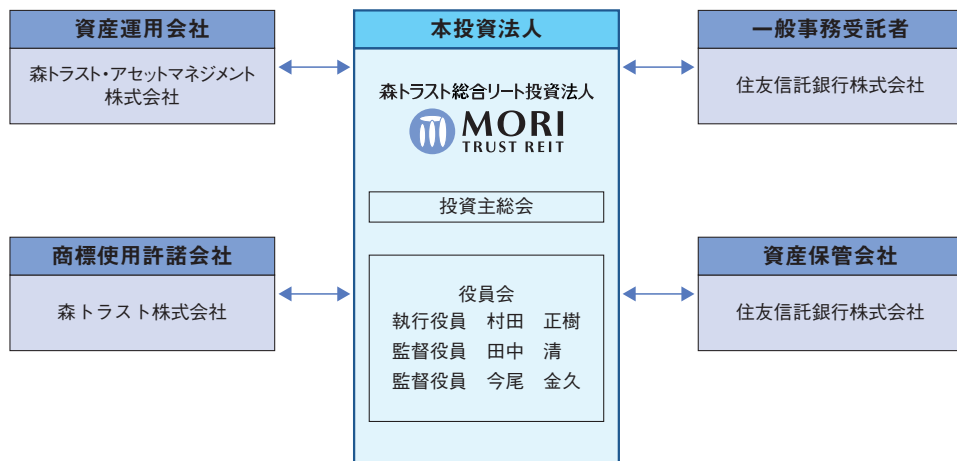 資産運用会社
森トラスト・アセットマネジメント
株式会社
商標使用許諾会社
森トラスト株式会社
本投資法人
森トラスト総合リート投資法人
MORI
TRUST REIT
投資主総会
役員会
執行役員 村田 正樹
監督役員 田中 清
監督役員 今尾 金久
一般事務受託者
住友信託銀行株式会社
資産保管会社
住友信託銀行株式会社